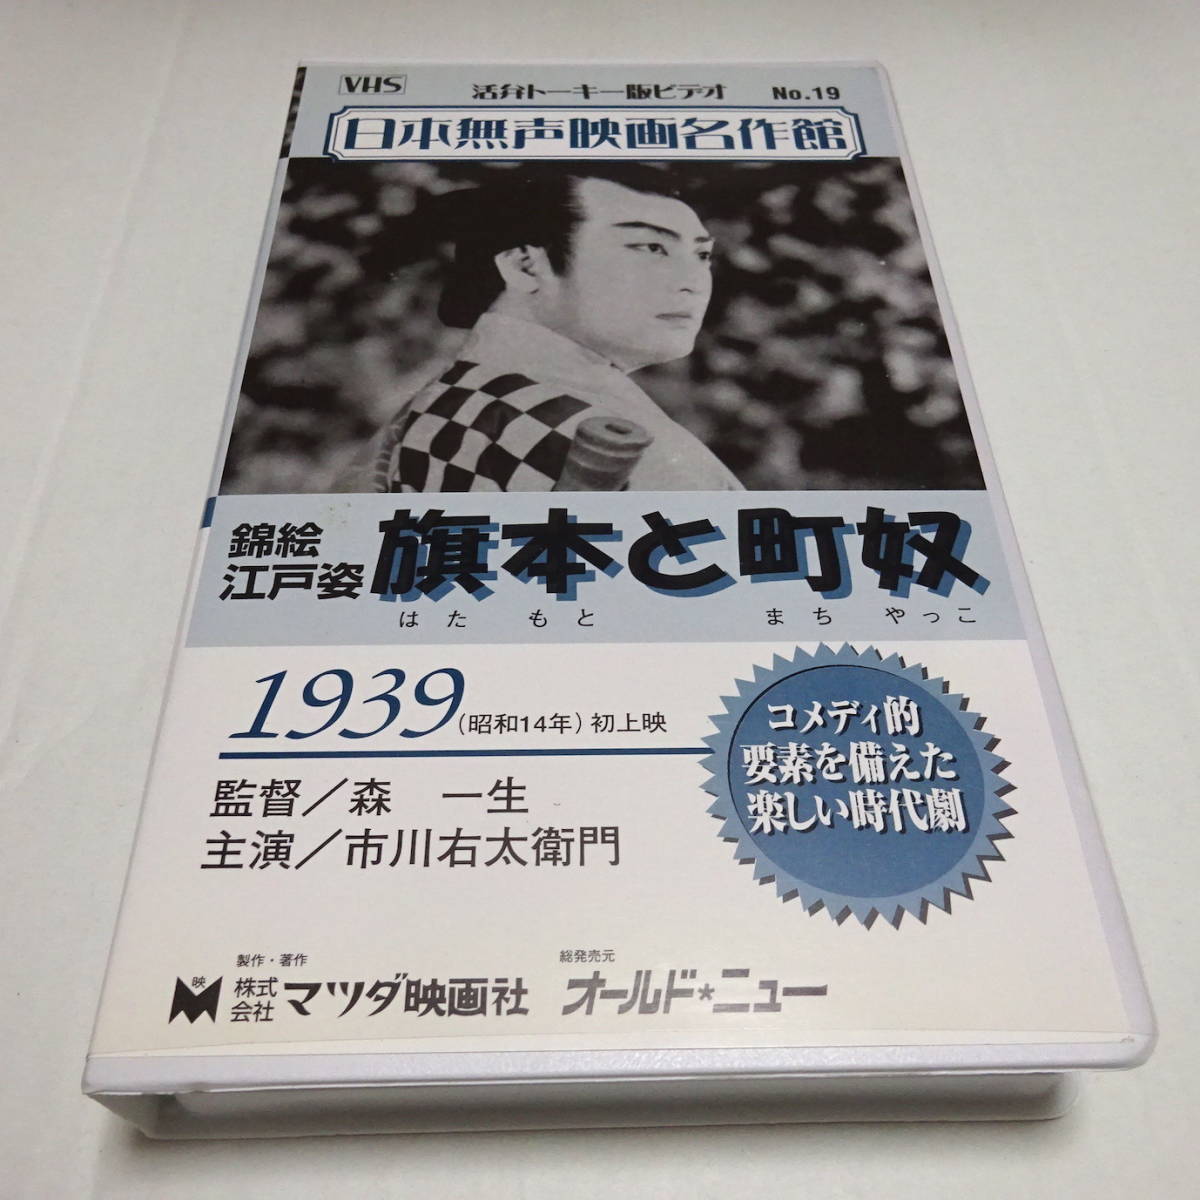 VHS
活弁トーキー版ビデオ No.19
日本無声映画名作館
錦絵
江戸姿
旗本と町奴
はた もと まち やっこ
1939(昭和14年)初上映
監督/森 一生
主演/市川右太衛門
コメディ的
要素を備えた
楽しい時代劇
製作・著作
映
株式
会社
マツダ映画社
総発売元
オールド★ニュー